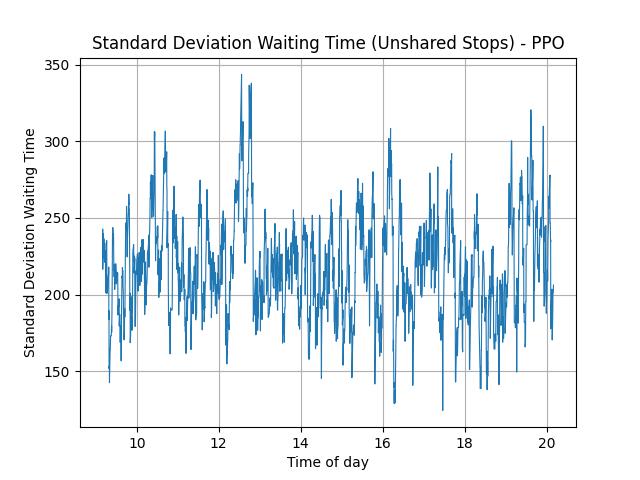 Standard Deviation Waiting Time (Unshared Stops) - PPO
350
300
250
200
150
Standard Deviation Waiting Time
10 12 14 16 18 20
Time of day